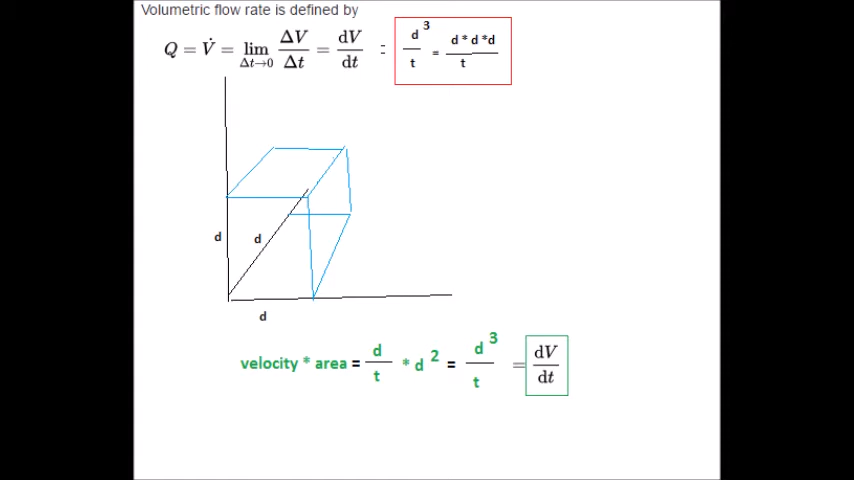 Volumetric flow rate is defined by
Q = V̇ = lim Δt→0 ΔV/Δt = dV/dt = d³/t = d * d *d/t
d
d
d
velocity * area = d/t * d² = d³/t = dV/dt